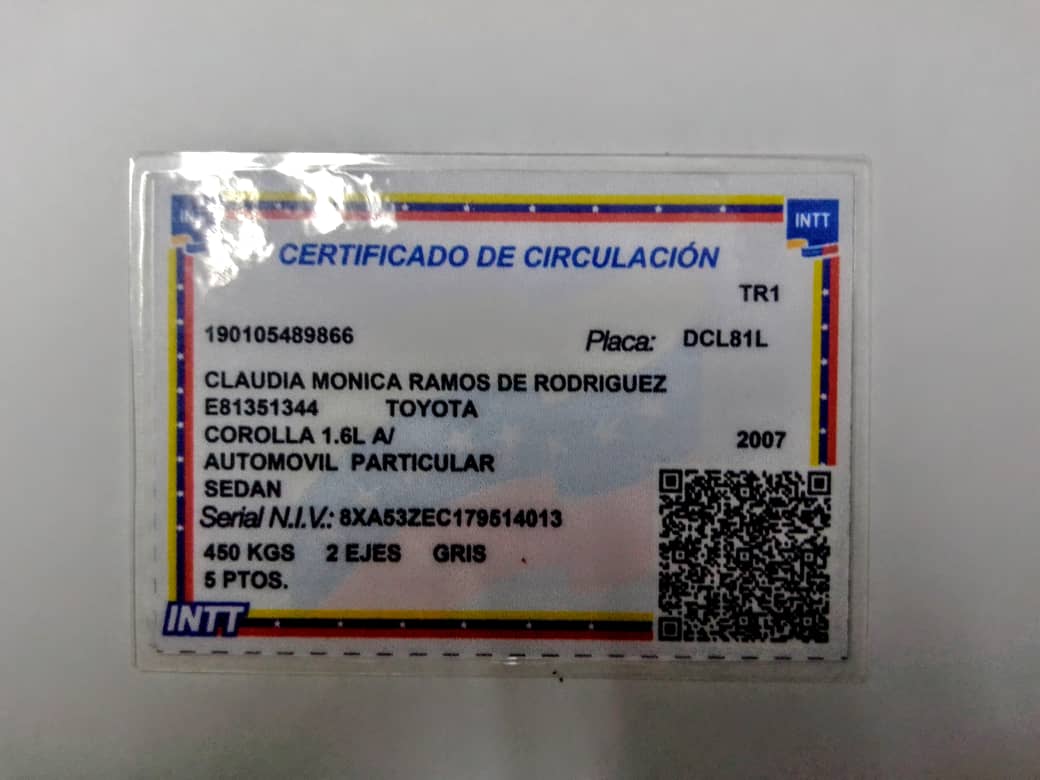 INTT
CERTIFICADO DE CIRCULACIÓN
TR1
190105489866 Placa: DCL81L
CLAUDIA MONICA RAMOS DE RODRIGUEZ
E81351344 TOYOTA
COROLLA 1.6L A/ 2007
AUTOMOVIL PARTICULAR
SEDAN
Serial N.I.V.: 8XA53ZEC179514013
450 KGS 2 EJES GRIS
5 PTOS.
INTT